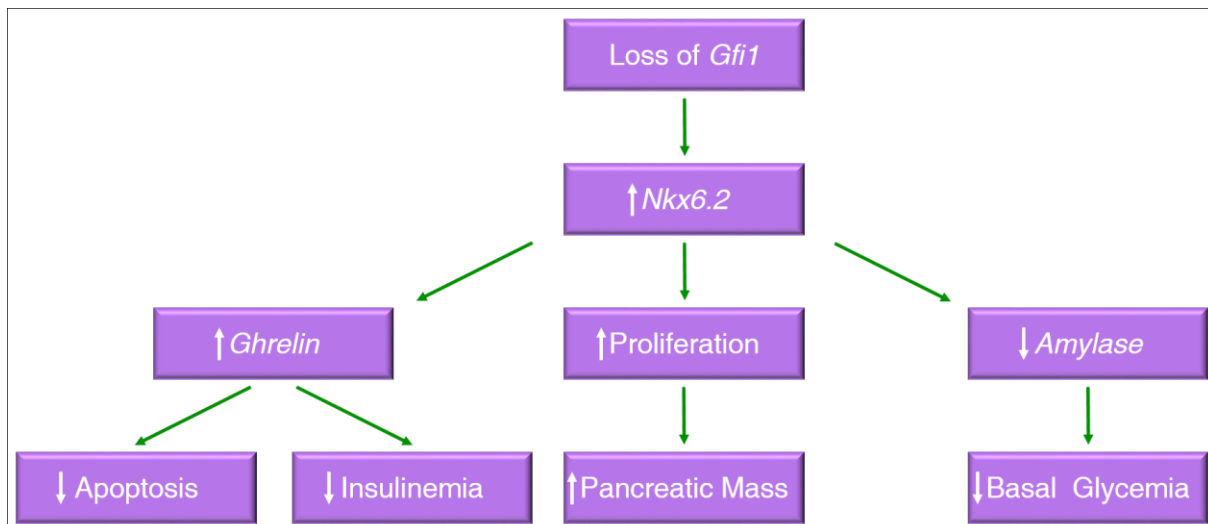 Loss of Gfi1
↑Nkx6.2
↑Ghrelin
↑Proliferation
↓Amylase
↓Apoptosis
↓Insulinemia
↑Pancreatic Mass
↓Basal Glycemia